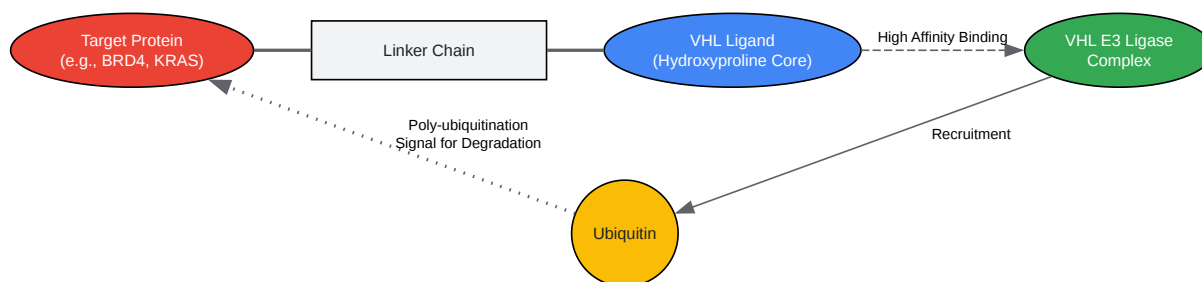 Target Protein
(e.g., BRD4, KRAS)
Linker Chain
VHL Ligand
(Hydroxyproline Core)
High Affinity Binding
VHL E3 Ligase
Complex
Poly-ubiquitination
Signal for Degradation
Recruitment
Ubiquitin